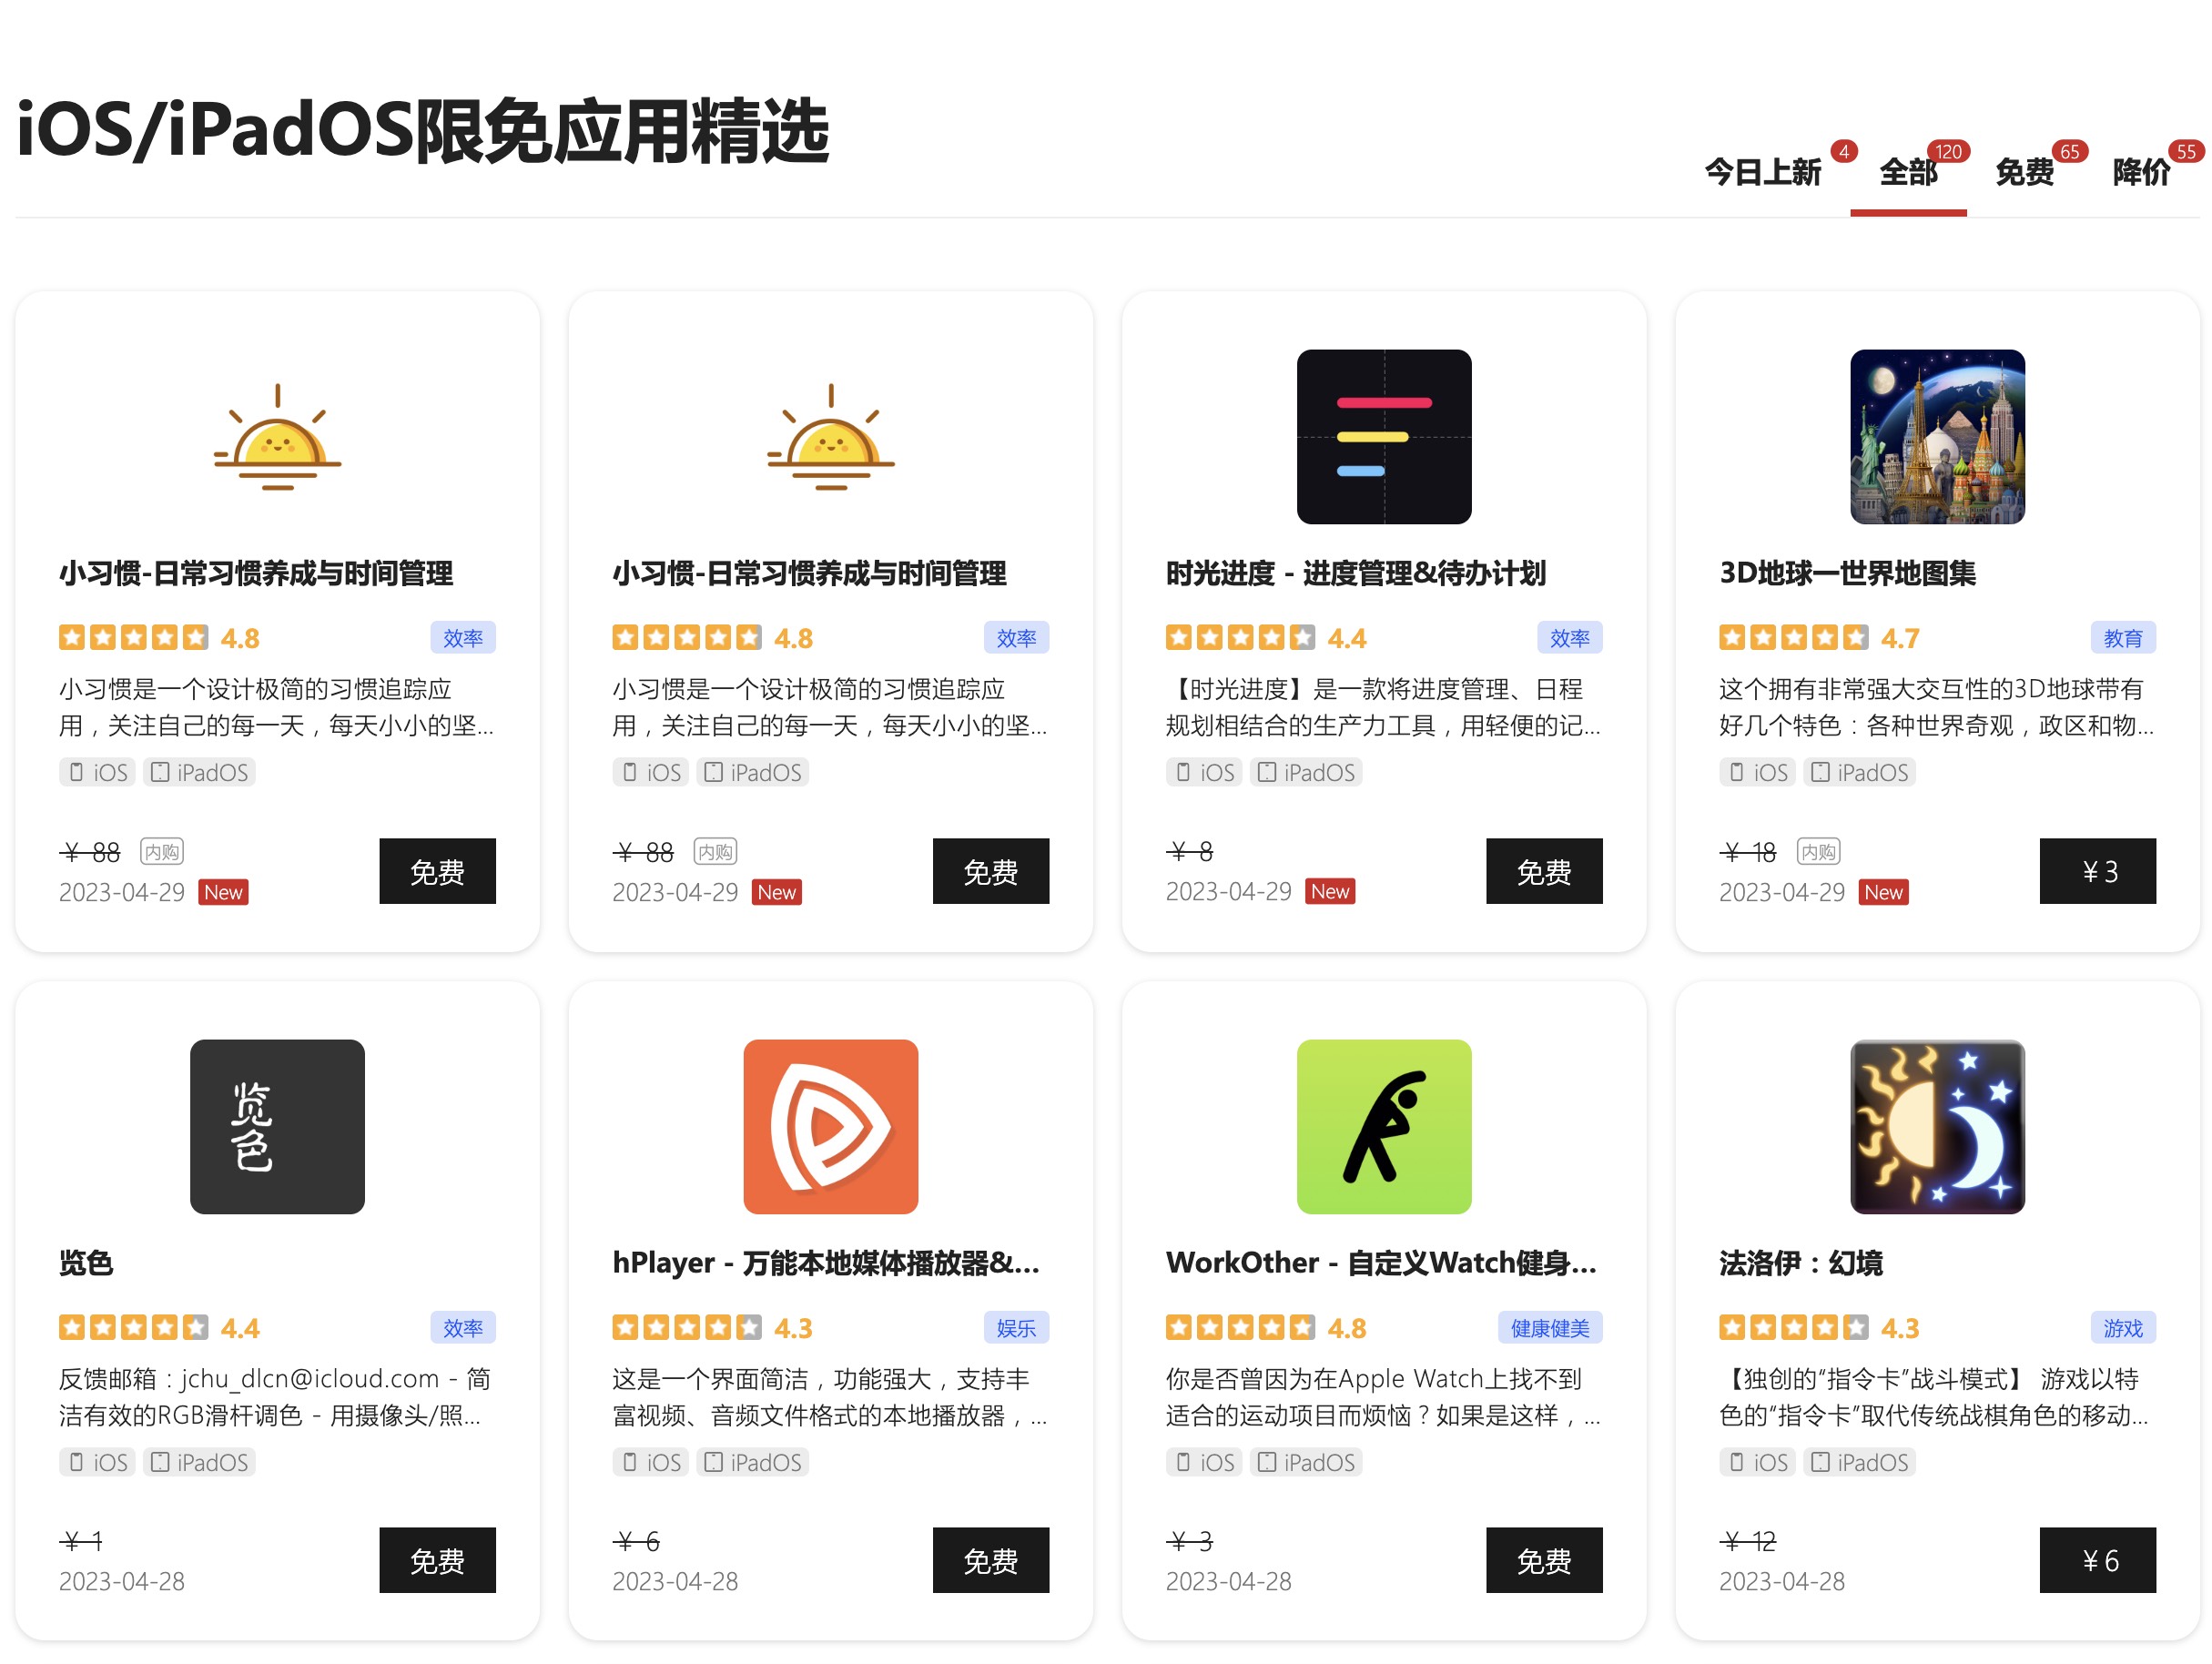 iOS/iPadOS限免应用精选
今日上新 4 全部 120 免费 65 降价 55
小习惯-日常习惯养成与时间管理
4.8 效率
小习惯是一个设计极简的习惯追踪应
用，关注自己的每一天，每天小小的坚...
iOS iPadOS
¥ 88 内购
2023-04-29 New
免费
小习惯-日常习惯养成与时间管理
4.8 效率
小习惯是一个设计极简的习惯追踪应
用，关注自己的每一天，每天小小的坚...
iOS iPadOS
¥ 88 内购
2023-04-29 New
免费
时光进度 - 进度管理&待办计划
4.4 效率
【时光进度】是一款将进度管理、日程
规划相结合的生产力工具，用轻便的记...
iOS iPadOS
¥ 8
2023-04-29 New
免费
3D地球一世界地图集
4.7 教育
这个拥有非常强大交互性的3D地球带有
好几个特色：各种世界奇观，政区和物...
iOS iPadOS
¥ 18 内购
2023-04-29 New
¥ 3
览色
览色
4.4 效率
反馈邮箱：jchu_dlcn@icloud.com - 简
洁有效的RGB滑杆调色 - 用摄像头/照...
iOS iPadOS
¥ 1
2023-04-28
免费
hPlayer - 万能本地媒体播放器&...
4.3 娱乐
这是一个界面简洁，功能强大，支持丰
富视频、音频文件格式的本地播放器，...
iOS iPadOS
¥ 6
2023-04-28
免费
WorkOther - 自定义Watch健身...
4.8 健康健美
你是否曾因为在Apple Watch上找不到
适合的运动项目而烦恼？如果是这样，...
iOS iPadOS
¥ 3
2023-04-28
免费
法洛伊：幻境
4.3 游戏
【独创的“指令卡”战斗模式】 游戏以特
色的“指令卡”取代传统战棋角色的移动...
iOS iPadOS
¥ 12
2023-04-28
¥ 6